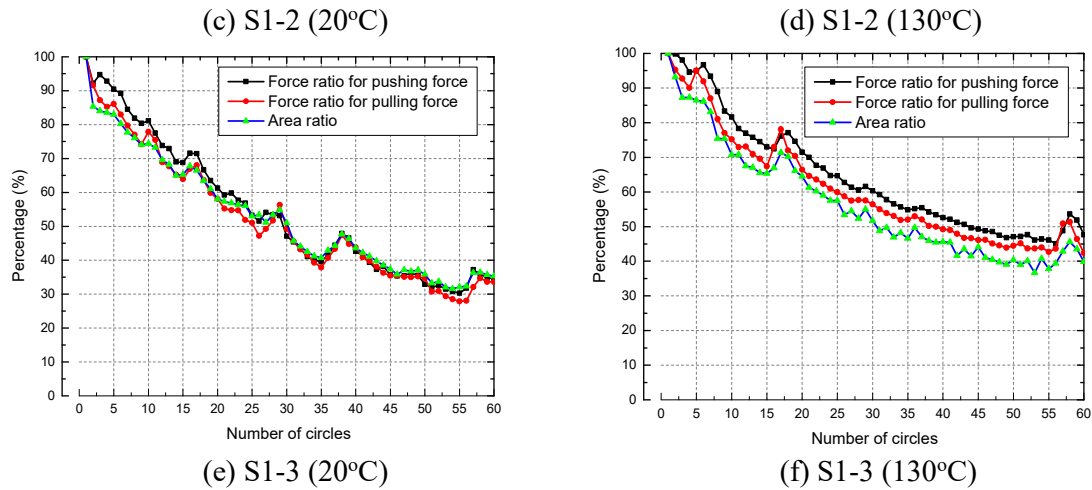 (c) S1-2 (20°C)
(d) S1-2 (130°C)
100
90
80
70
60
50
40
30
20
10
0
Percentage (%)
Force ratio for pushing force
Force ratio for pulling force
Area ratio
0 5 10 15 20 25 30 35 40 45 50 55 60
Number of circles
(e) S1-3 (20°C)
100
90
80
70
60
50
40
30
20
10
0
Percentage (%)
Force ratio for pushing force
Force ratio for pulling force
Area ratio
0 5 10 15 20 25 30 35 40 45 50 55 60
Number of circles
(f) S1-3 (130°C)